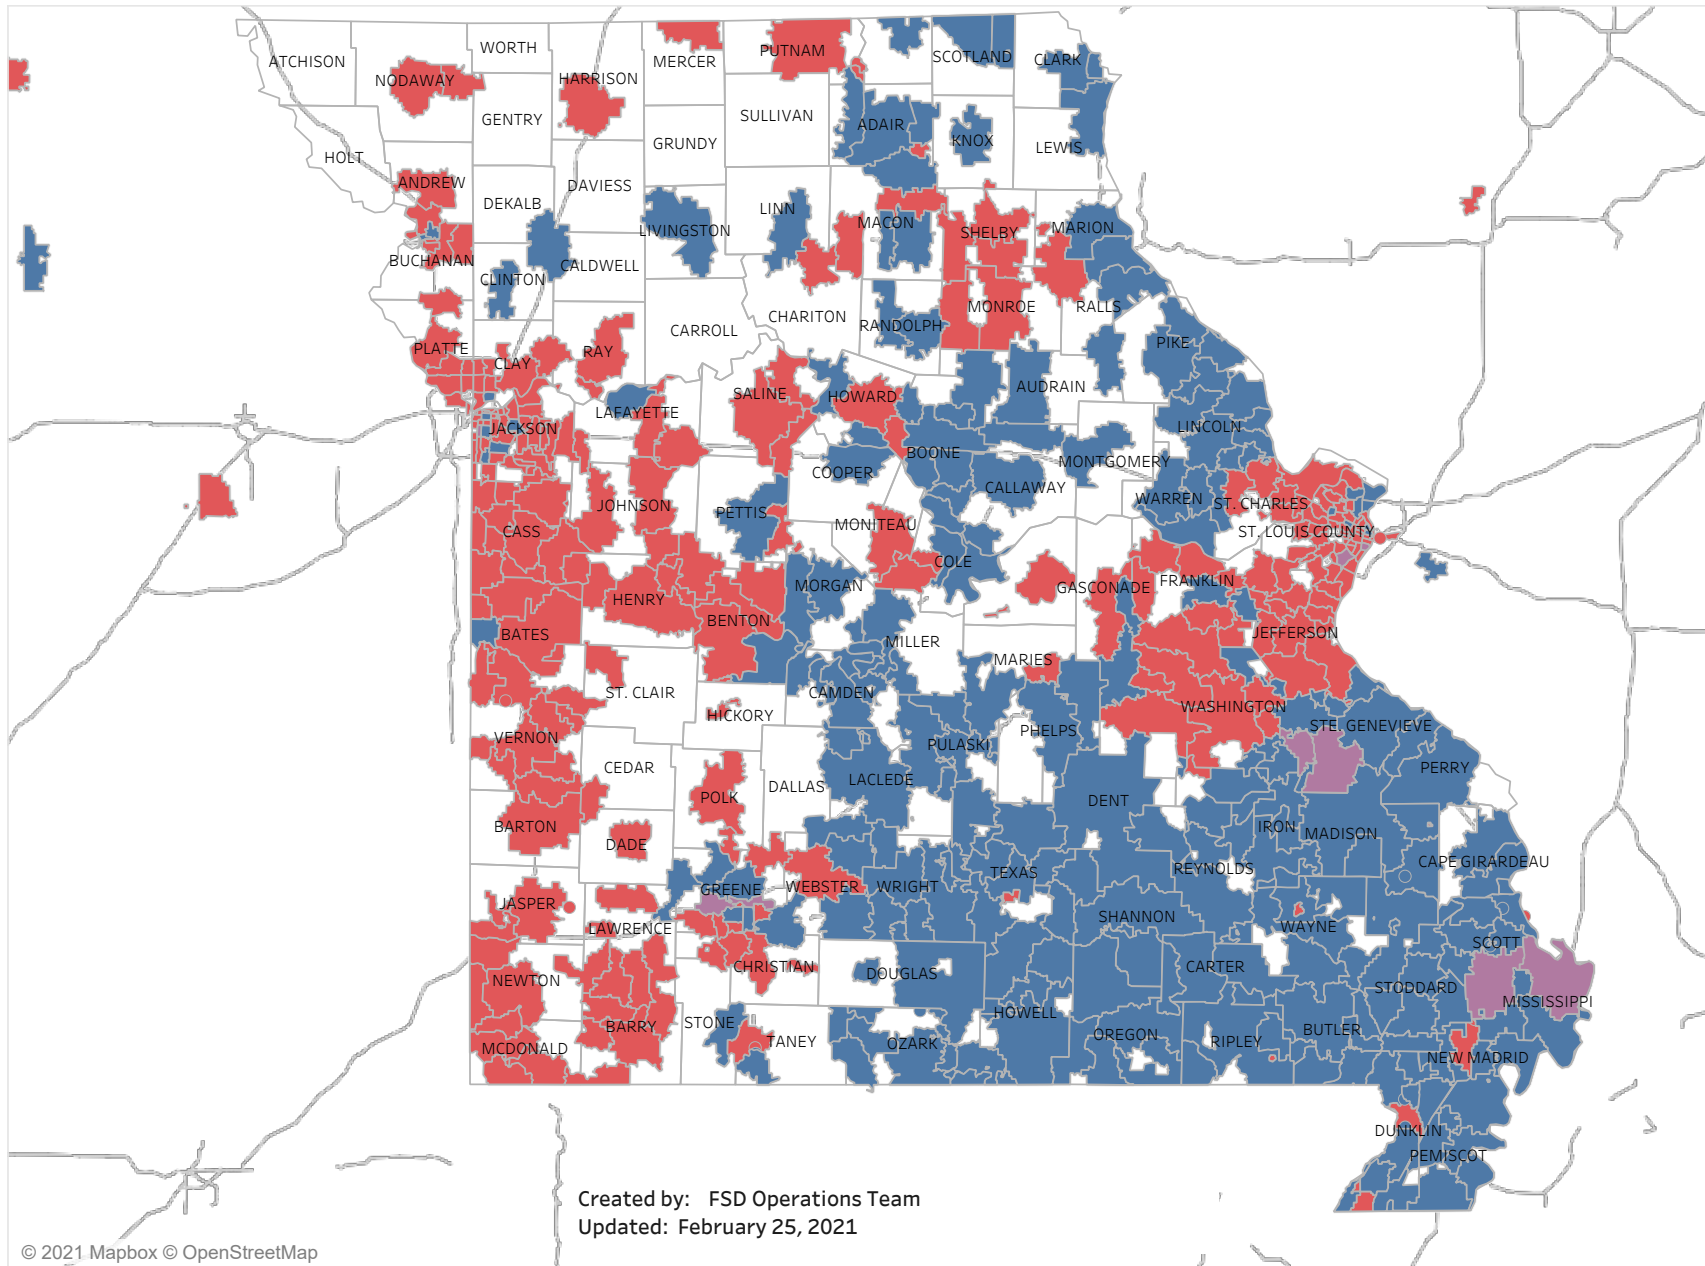 WORTH
ATCHISON
NODAWAY
HARRISON
MERCER
PUTNAM
SCOTLAND
CLARK
GENTRY
SULLIVAN
ADAIR
KNOX
LEWIS
GRUNDY
HOLT
ANDREW
DEKALB
DAVIESS
LINN
MACON
SHELBY
MARION
LIVINGSTON
BUCHANAN
CLINTON
CALDWELL
CHARITON
RANDOLPH
MONROE
RALLS
CARROLL
PLATTE
CLAY
RAY
PIKE
AUDRAIN
SALINE
HOWARD
LAFAYETTE
JACKSON
LINCOLN
BOONE
MONTGOMERY
COOPER
CALLAWAY
WARREN
ST. CHARLES
JOHNSON
PETTIS
MONITEAU
CASS
ST. LOUIS COUNTY
COLE
MORGAN
GASCONADE
FRANKLIN
HENRY
BENTON
BATES
MILLER
JEFFERSON
MARIES
ST. CLAIR
CAMDEN
WASHINGTON
HICKORY
STE. GENEVIEVE
VERNON
PHELPS
PULASKI
CEDAR
DALLAS
LACLEDE
PERRY
POLK
DENT
BARTON
IRON
MADISON
DADE
CAPE GIRARDEAU
TEXAS
REYNOLDS
GREENE
WEBSTER
WRIGHT
JASPER
SHANNON
LAWRENCE
WAYNE
SCOTT
CHRISTIAN
DOUGLAS
CARTER
NEWTON
STODDARD
MISSISSIPPI
HOWELL
STONE
BARRY
TANEY
OZARK
OREGON
RIPLEY
BUTLER
MCDONALD
NEW MADRID
DUNKLIN
PEMISCOT
Created by: FSD Operations Team
Updated: February 25, 2021
© 2021 Mapbox © OpenStreetMap